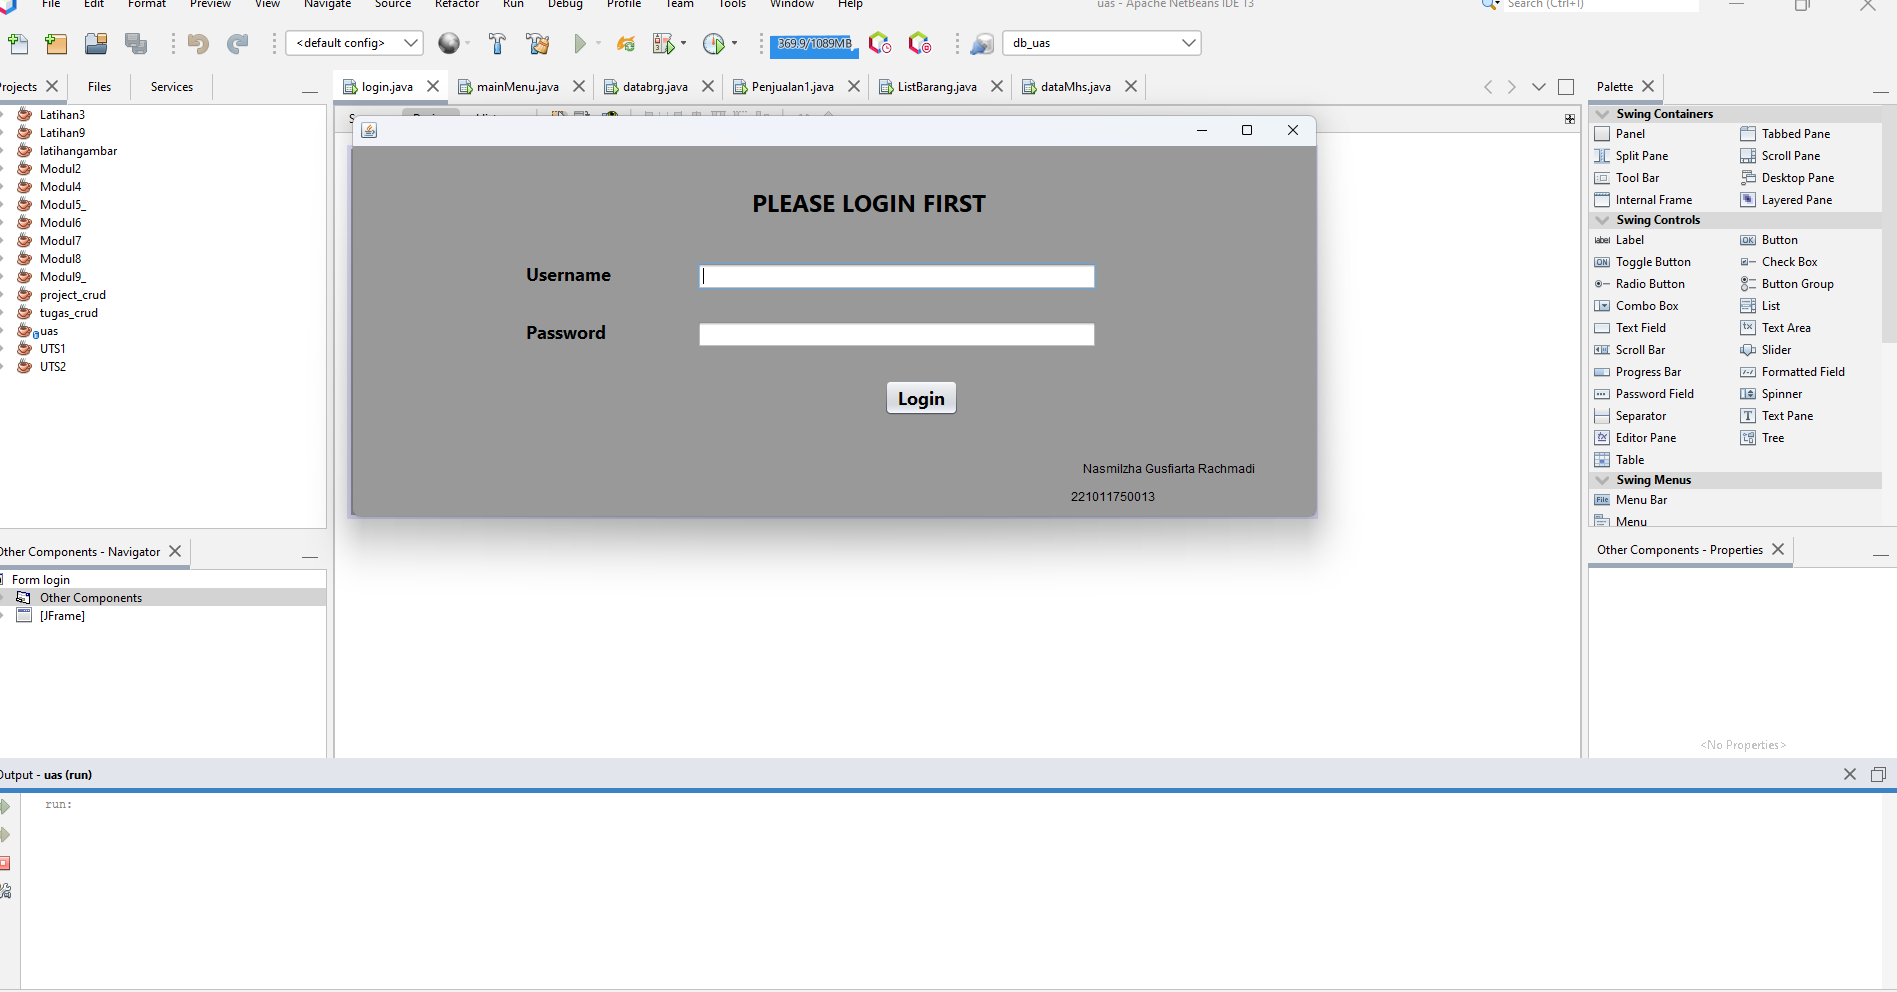 File Edit Format Preview View Navigate Source Refactor Run Debug Profile Team Tools Window Help
uas - Apache NetBeans IDE 13
Search (Ctrl+I)
<default config>
369.9/1089MB
db_uas
Projects Files Services
login.java mainMenu.java databrg.java Penjualan1.java ListBarang.java dataMhs.java
Palette
Latihan3
Latihan9
latihangambar
Modul2
Modul4
Modul5_
Modul6
Modul7
Modul8
Modul9_
project_crud
tugas_crud
uas
UTS1
UTS2
PLEASE LOGIN FIRST
Username
Password
Login
Nasmilzha Gusfiarta Rachmadi
221011750013
Swing Containers
Panel Tabbed Pane
Split Pane Scroll Pane
Tool Bar Desktop Pane
Internal Frame Layered Pane
Swing Controls
label Label OK Button
ON Toggle Button Check Box
Radio Button Button Group
Combo Box List
Text Field Text Area
Scroll Bar Slider
Progress Bar Formatted Field
Password Field Spinner
Separator Text Pane
Editor Pane Tree
Table
Swing Menus
File Menu Bar
Menu
Other Components - Navigator
Form login
Other Components
[JFrame]
Other Components - Properties
<No Properties>
Output - uas (run)
run: